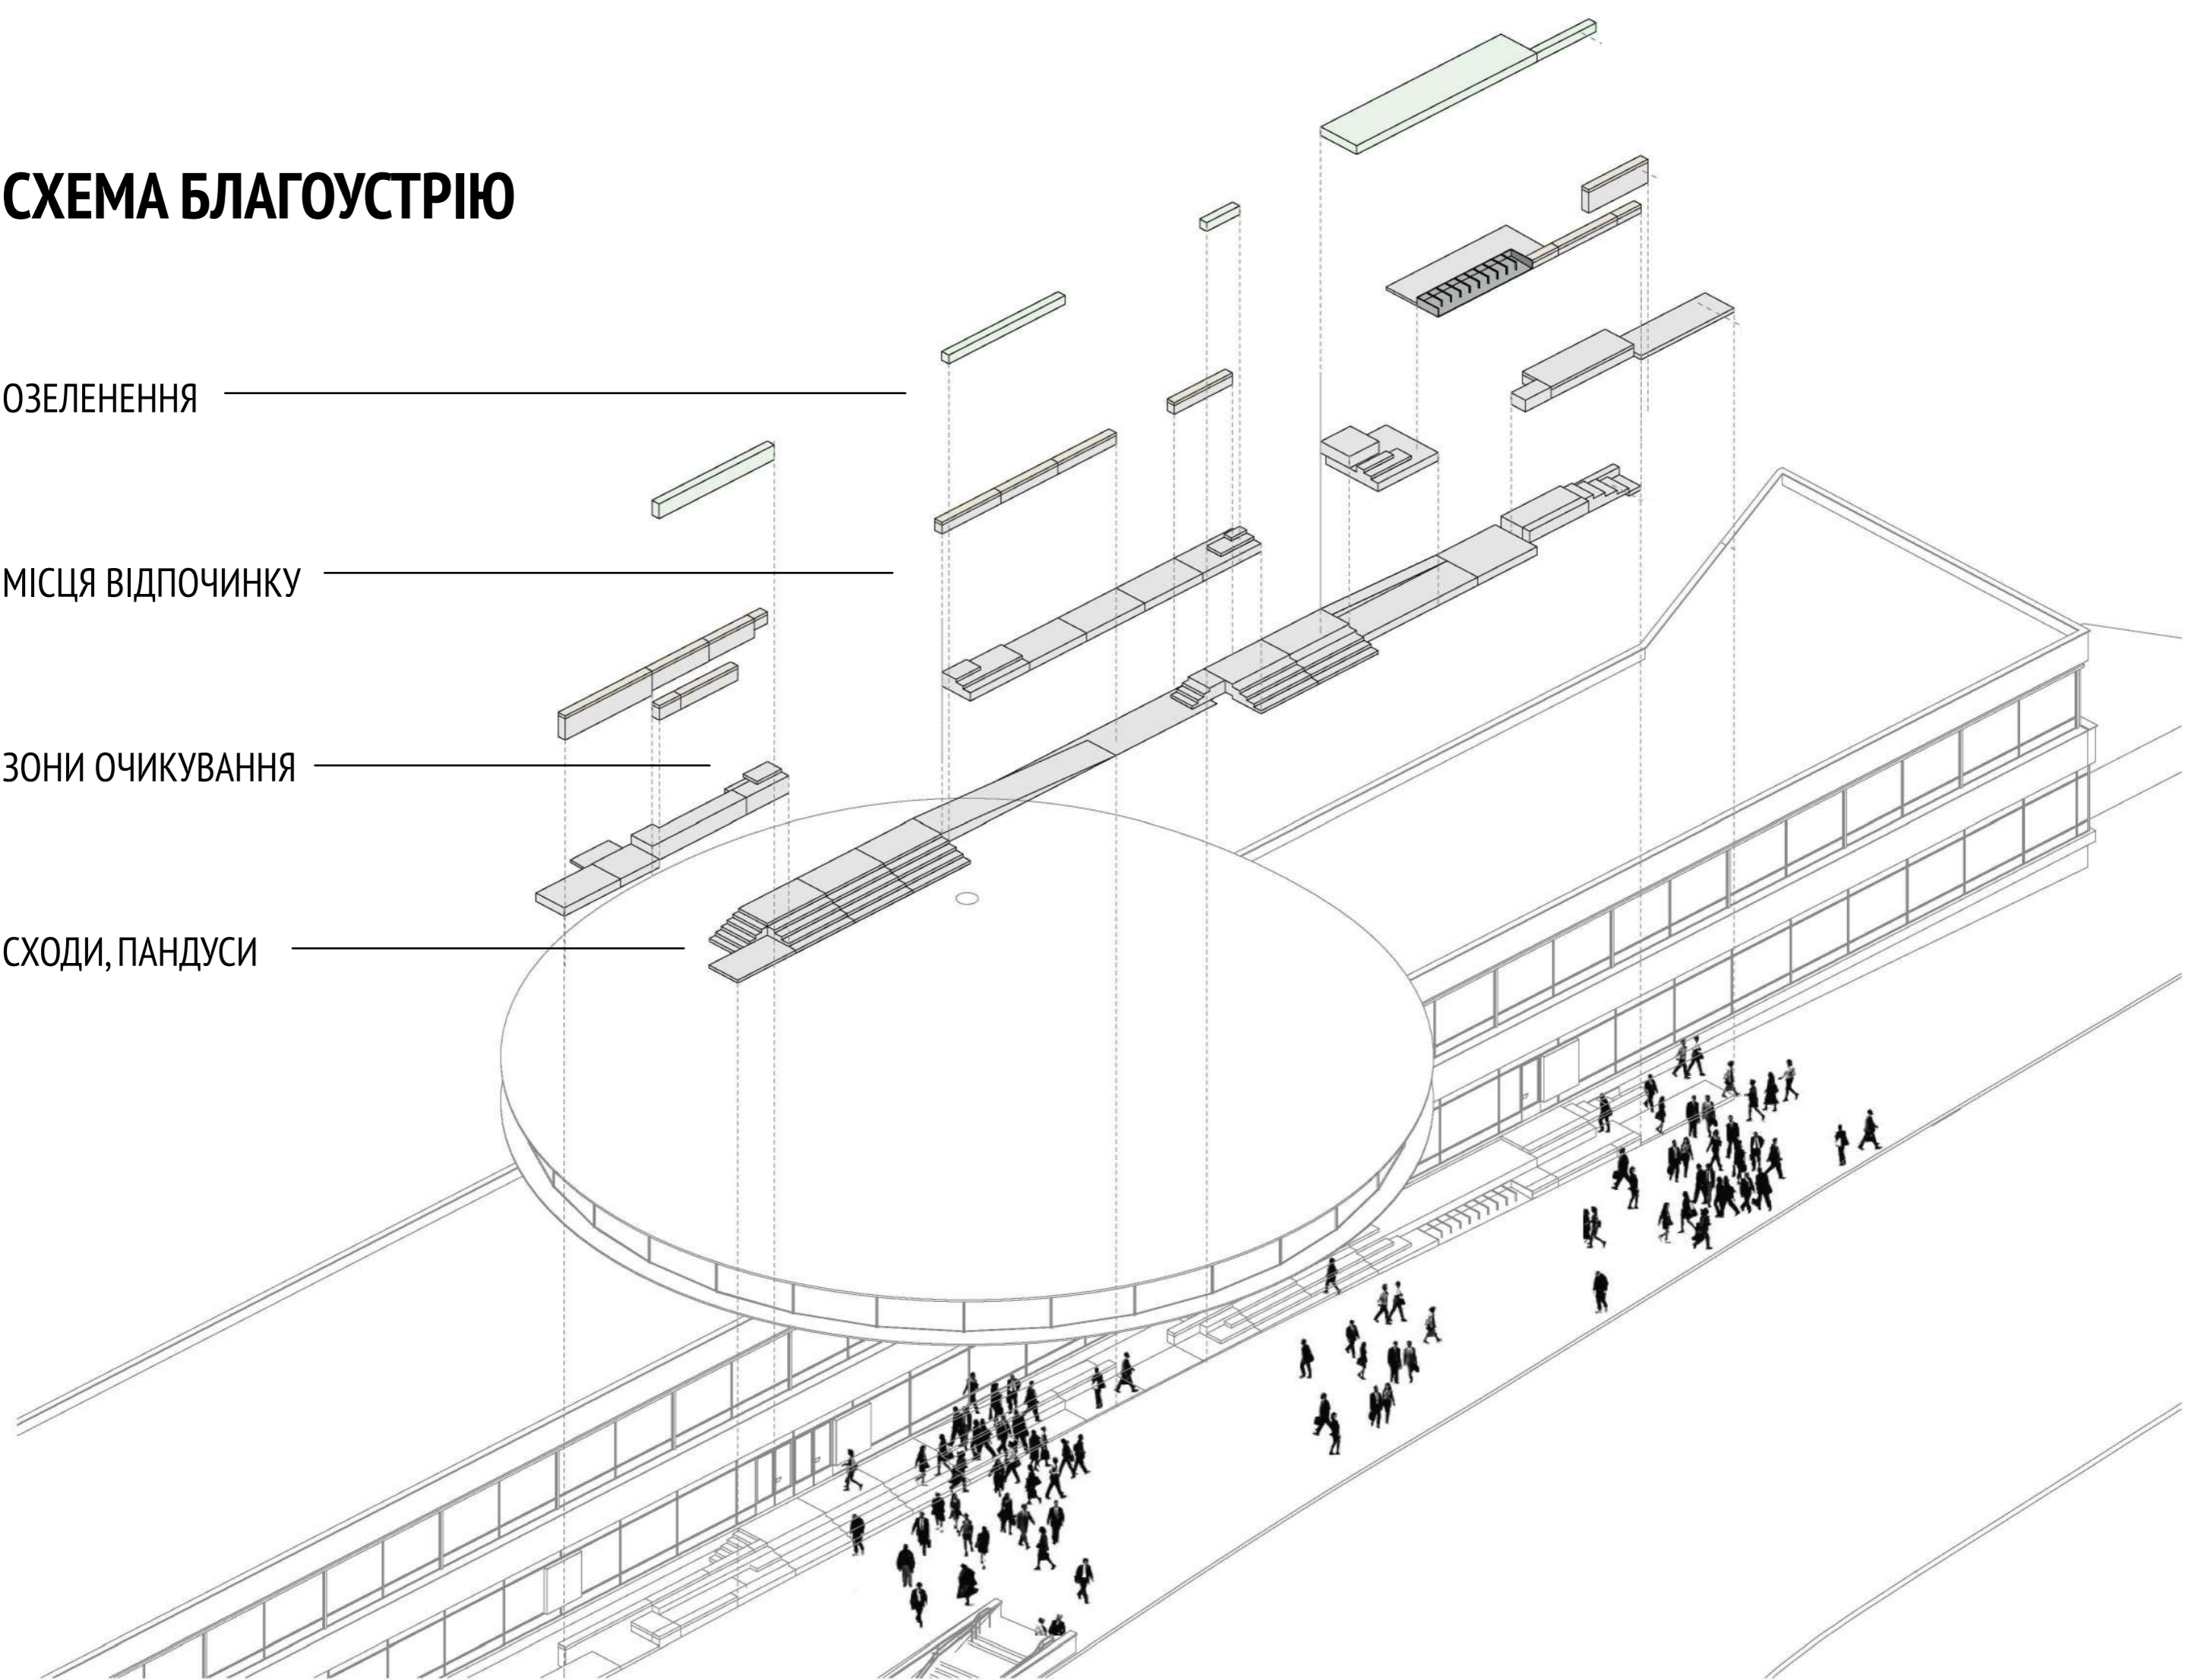 СХЕМА БЛАГОУСТРІЮ
ОЗЕЛЕНЕННЯ
МІСЦЯ ВІДПОЧИНКУ
ЗОНИ ОЧИКУВАННЯ
СХОДИ, ПАНДУСИ